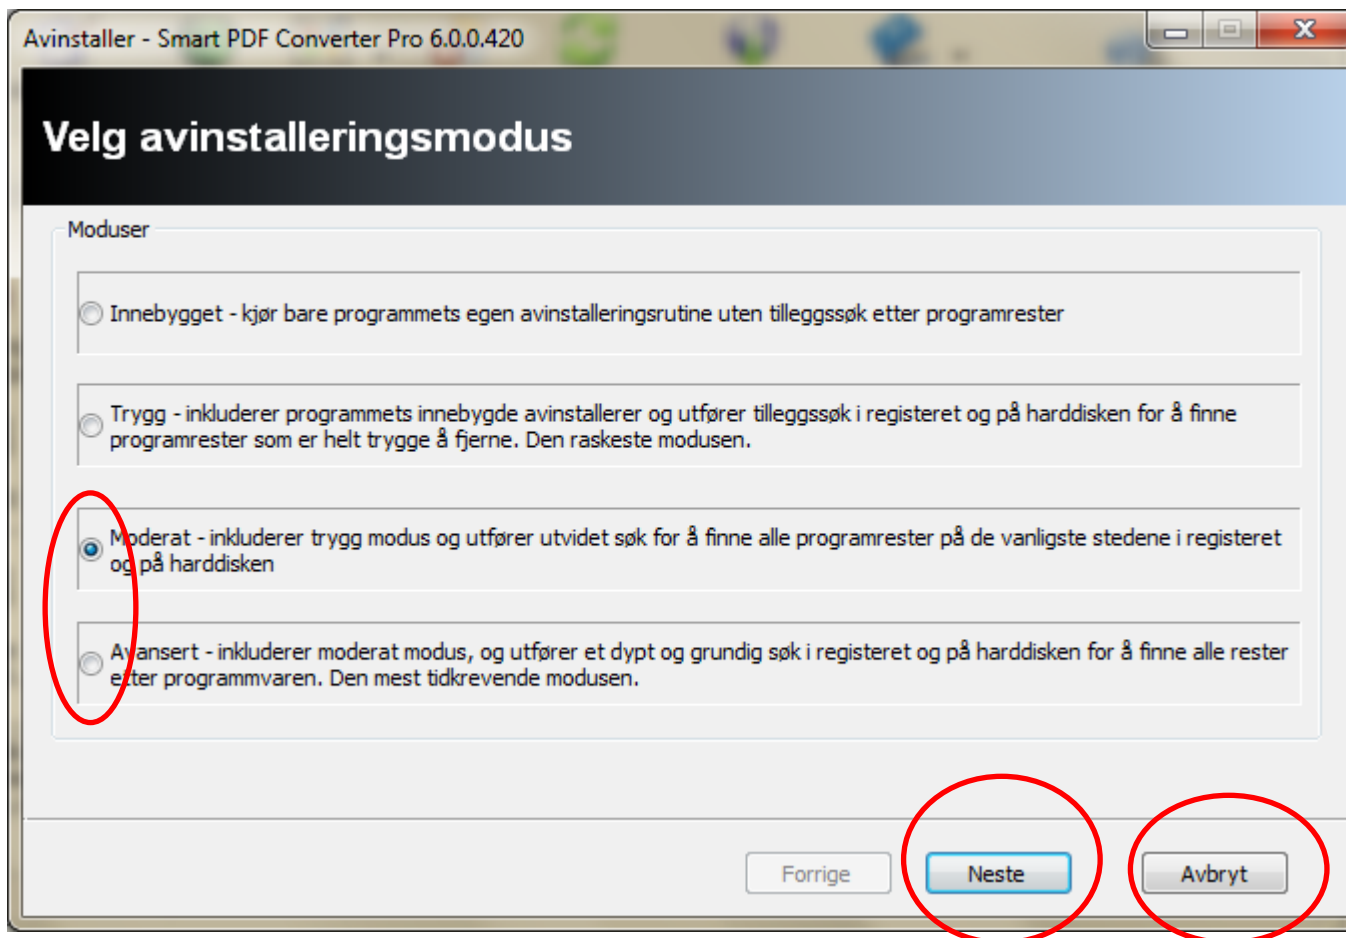 Avinstaller - Smart PDF Converter Pro 6.0.0.420
Velg avinstalleringsmodus
Moduser
Innebygget - kjør bare programmets egen avinstalleringsrutine uten tilleggssøk etter programrester
Trygg - inkluderer programmets innebygde avinstallerer og utfører tilleggssøk i registeret og på harddisken for å finne
programrester som er helt trygge å fjerne. Den raskeste modusen.
Moderat - inkluderer trygg modus og utfører utvidet søk for å finne alle programrester på de vanligste stedene i registeret
og på harddisken
Avansert - inkluderer moderat modus, og utfører et dypt og grundig søk i registeret og på harddisken for å finne alle rester
etter programmvaren. Den mest tidkrevende modusen.
Forrige
Neste
Avbryt